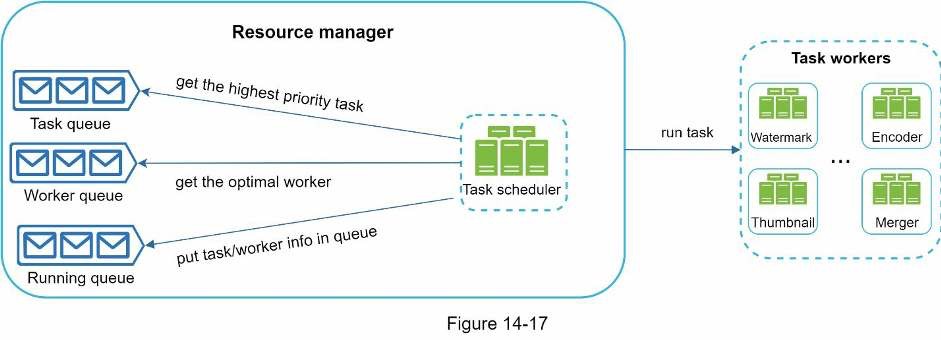 Resource manager
get the highest priority task
Task queue
Worker queue
get the optimal worker
Task scheduler
put task/worker info in queue
Running queue
run task
Task workers
Watermark
Encoder
...
Thumbnail
Merger
Figure 14-17